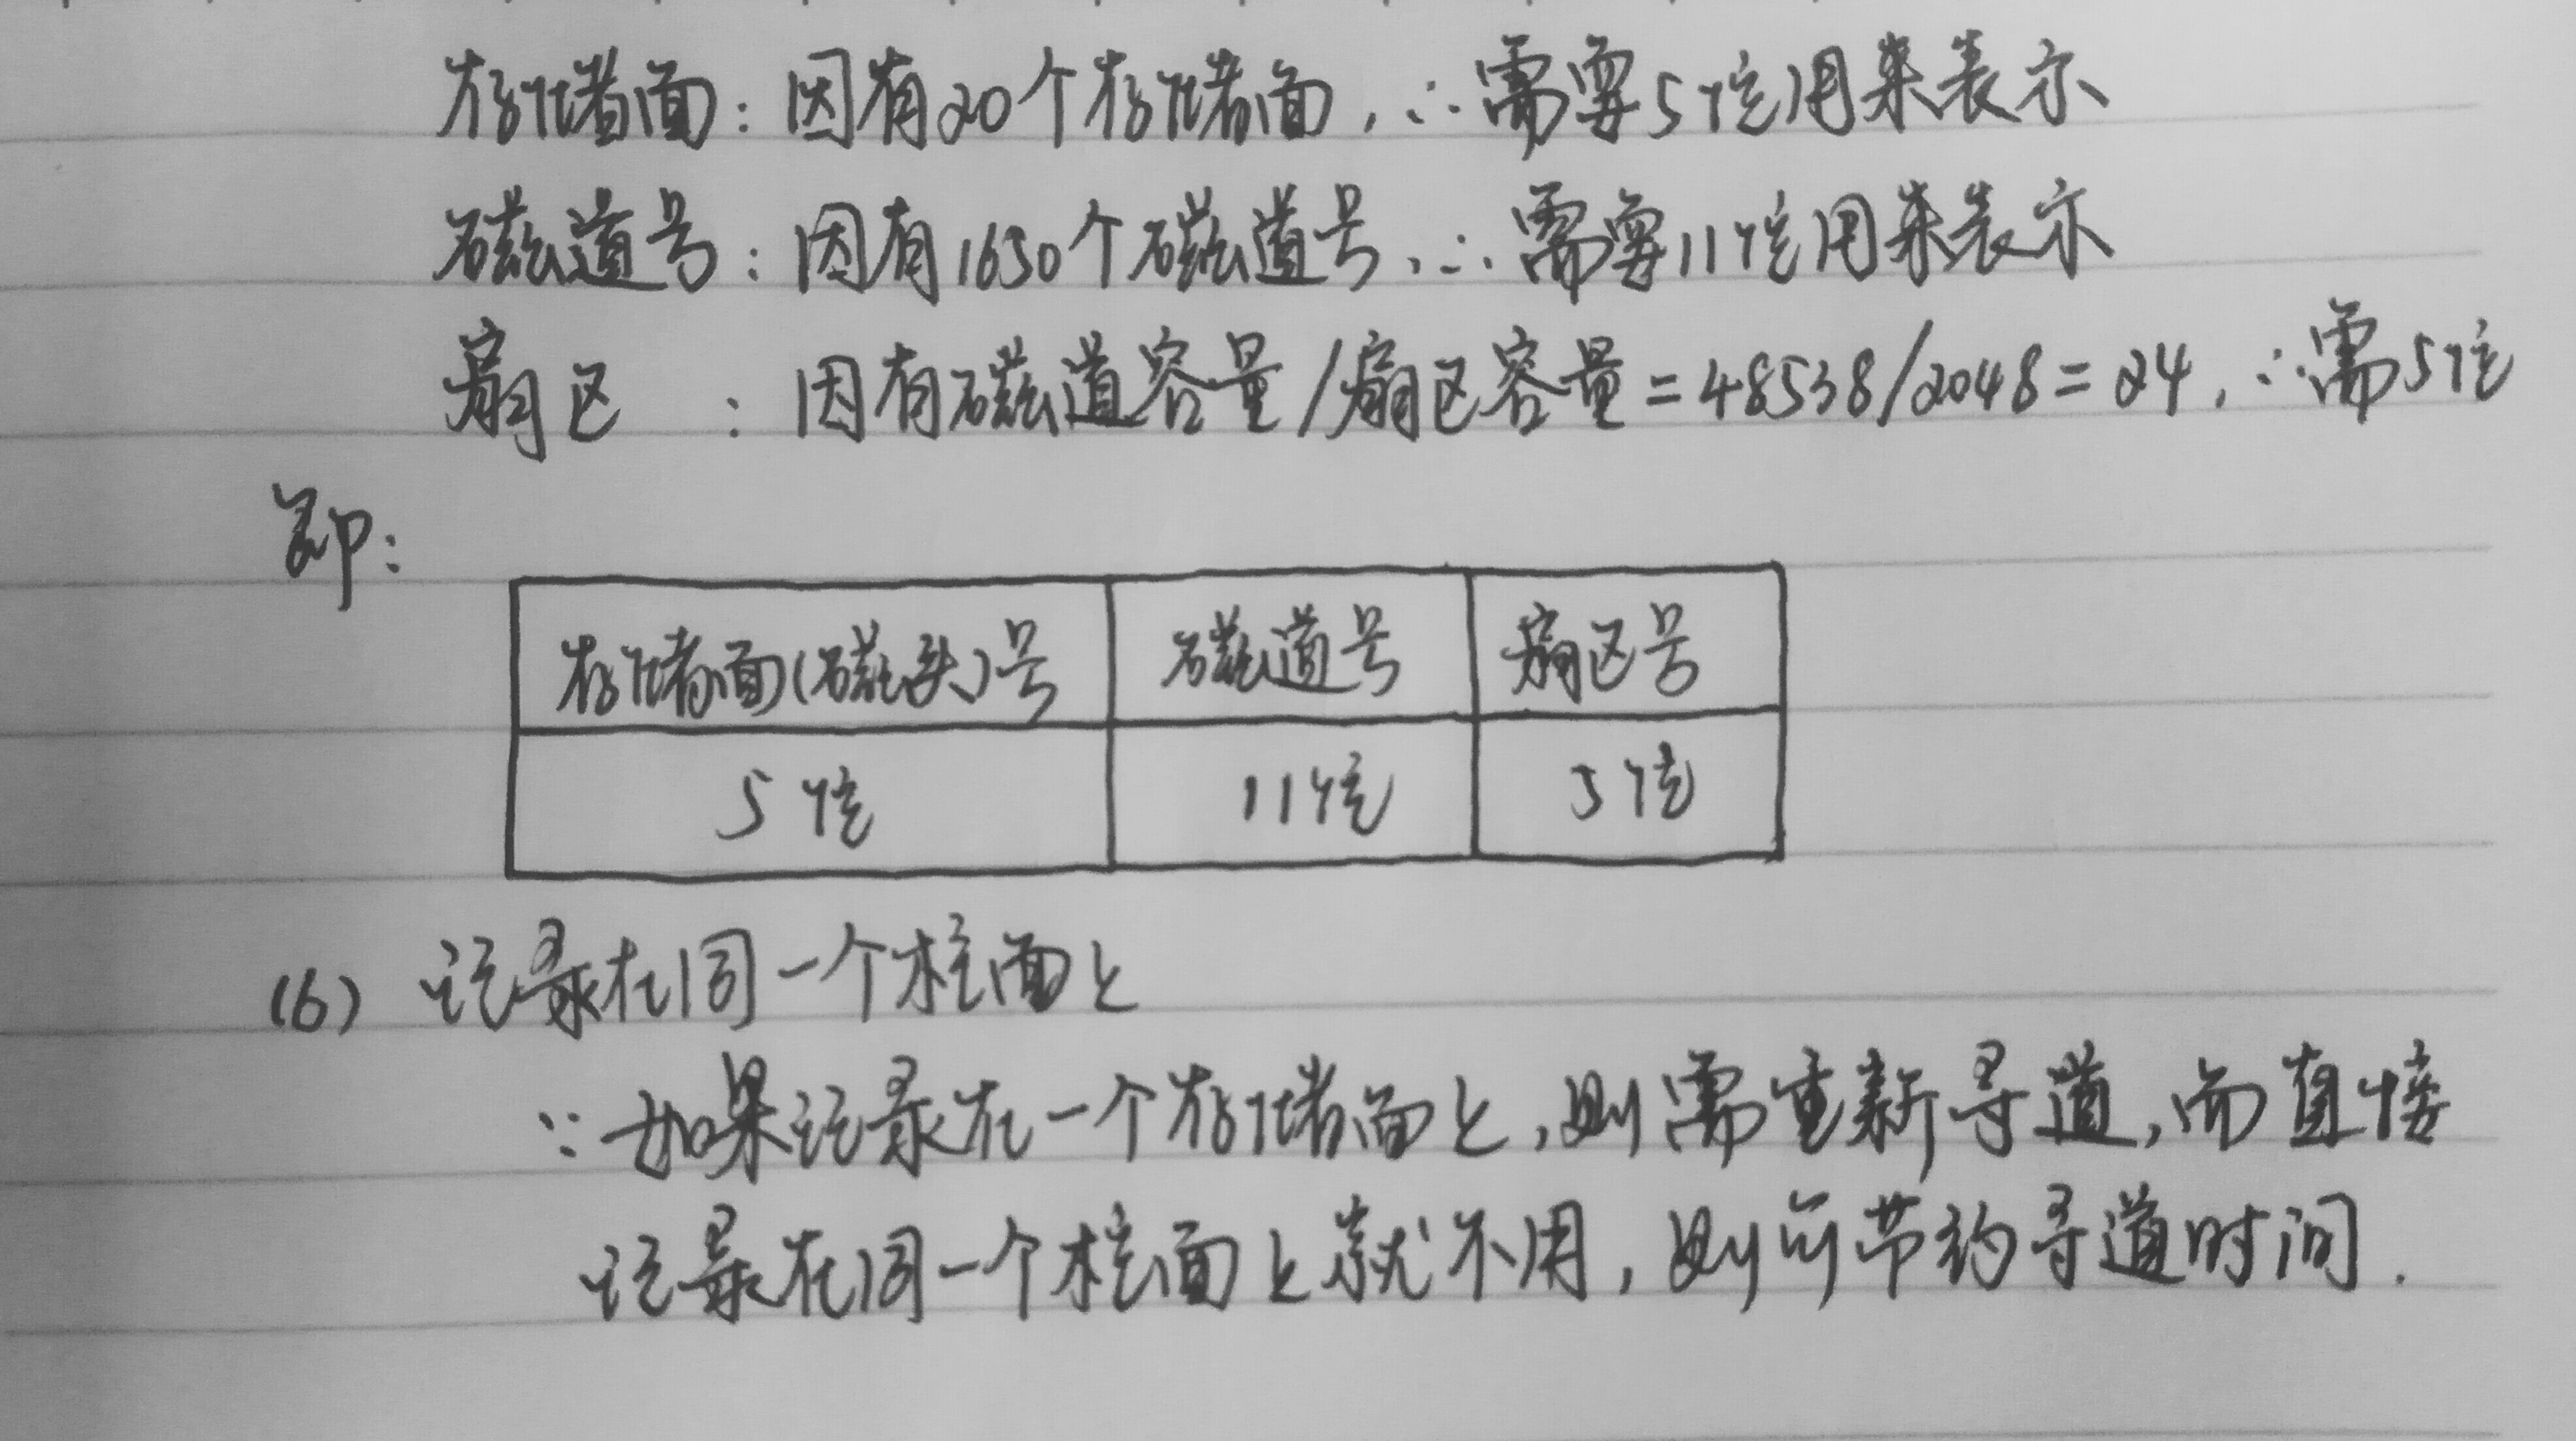 存储面：因有20个存储面，∴需要5位用来表示
磁道号：因有1650个磁道号，∴需要11位用来表示
扇区：因有磁道容量/扇区容量=48538/2048=24，∴需5位
即：
存储面(磁头)号 磁道号 扇区号
5位 11位 5位
(6) 记录在同一个柱面上
∵如果记录在一个存储面上，则需重新寻道，而直接
记录在同一个柱面上就不用，则可节约寻道时间.